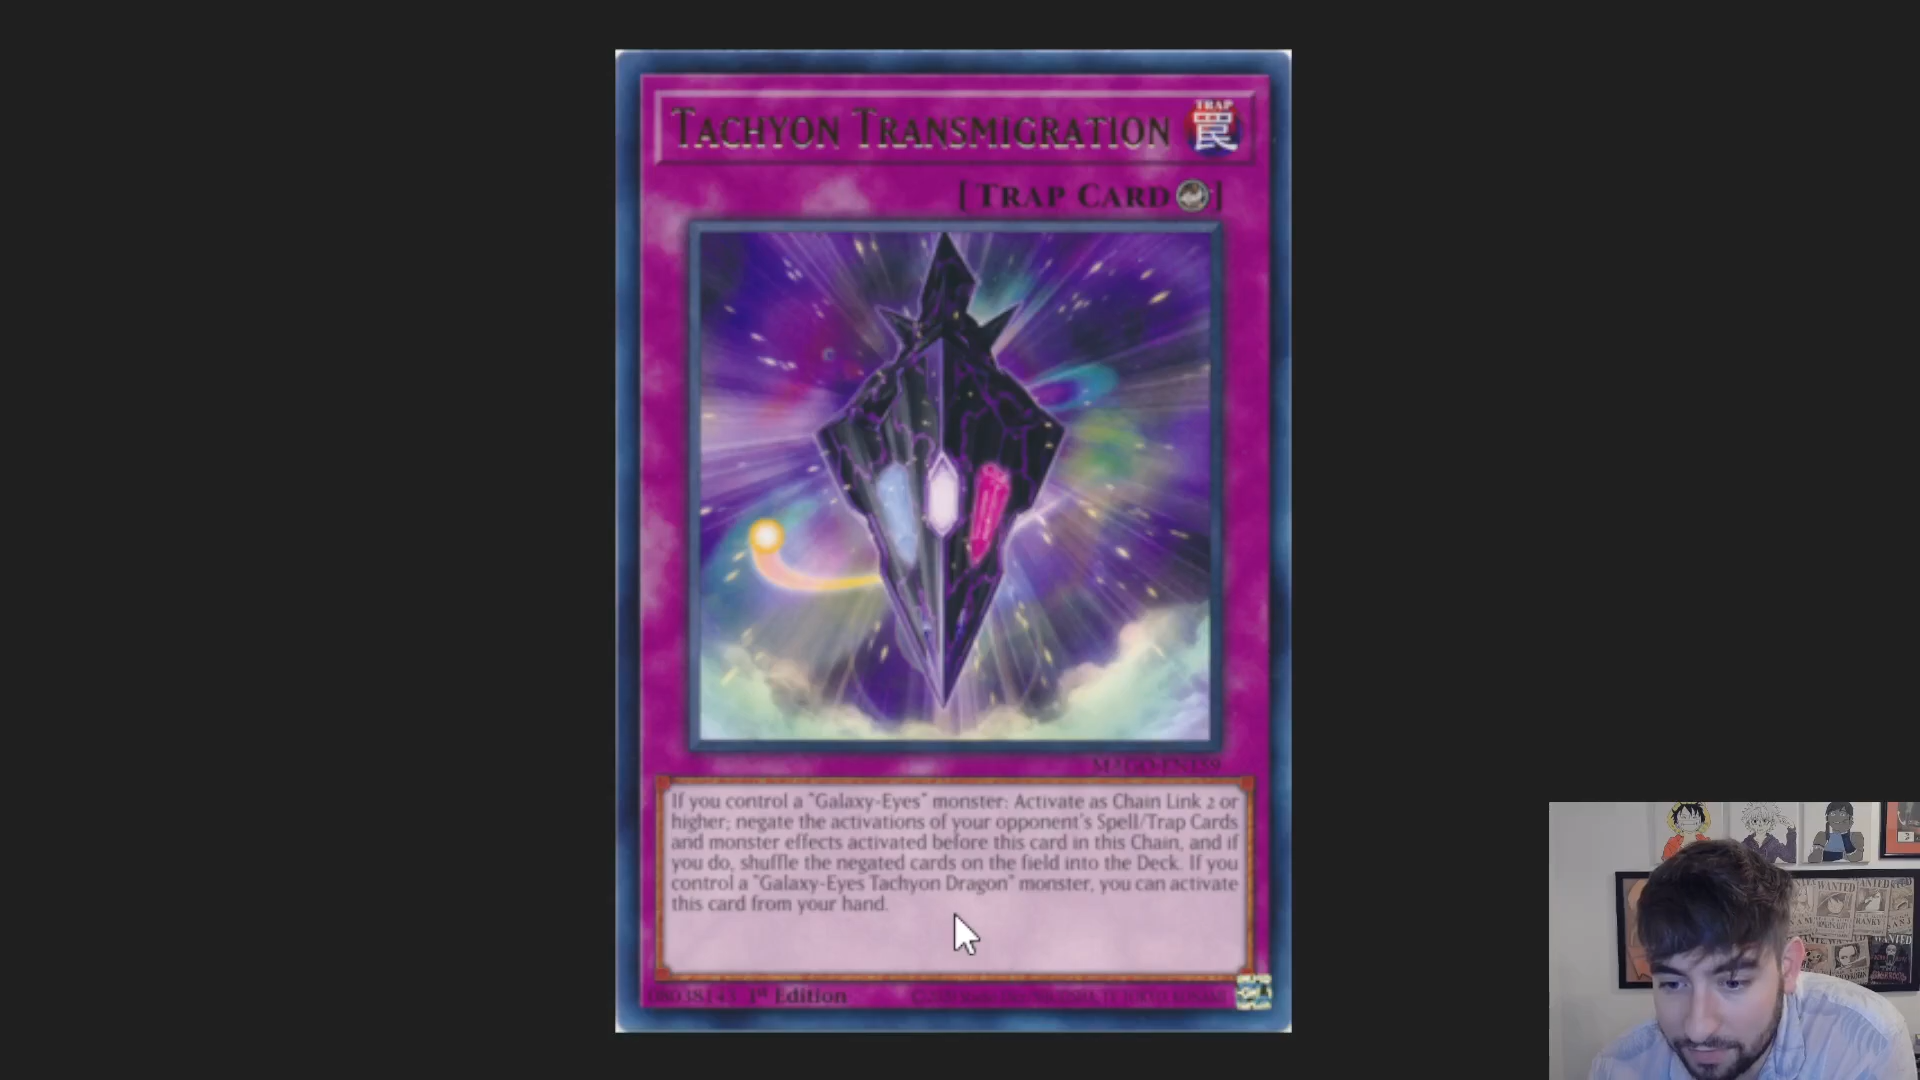 TACHYON TRANSMIGRATION
TRAP
罠
[TRAP CARD]
If you control a "Galaxy-Eyes" monster: Activate as Chain Link 2 or
higher; negate the activations of your opponent's Spell/Trap Cards
and monster effects activated before this card in this Chain, and if
you do, shuffle the negated cards on the field into the Deck. If you
control a "Galaxy-Eyes Tachyon Dragon" monster, you can activate
this card from your hand.
1st Edition
WANTED
WANTED
WANTED